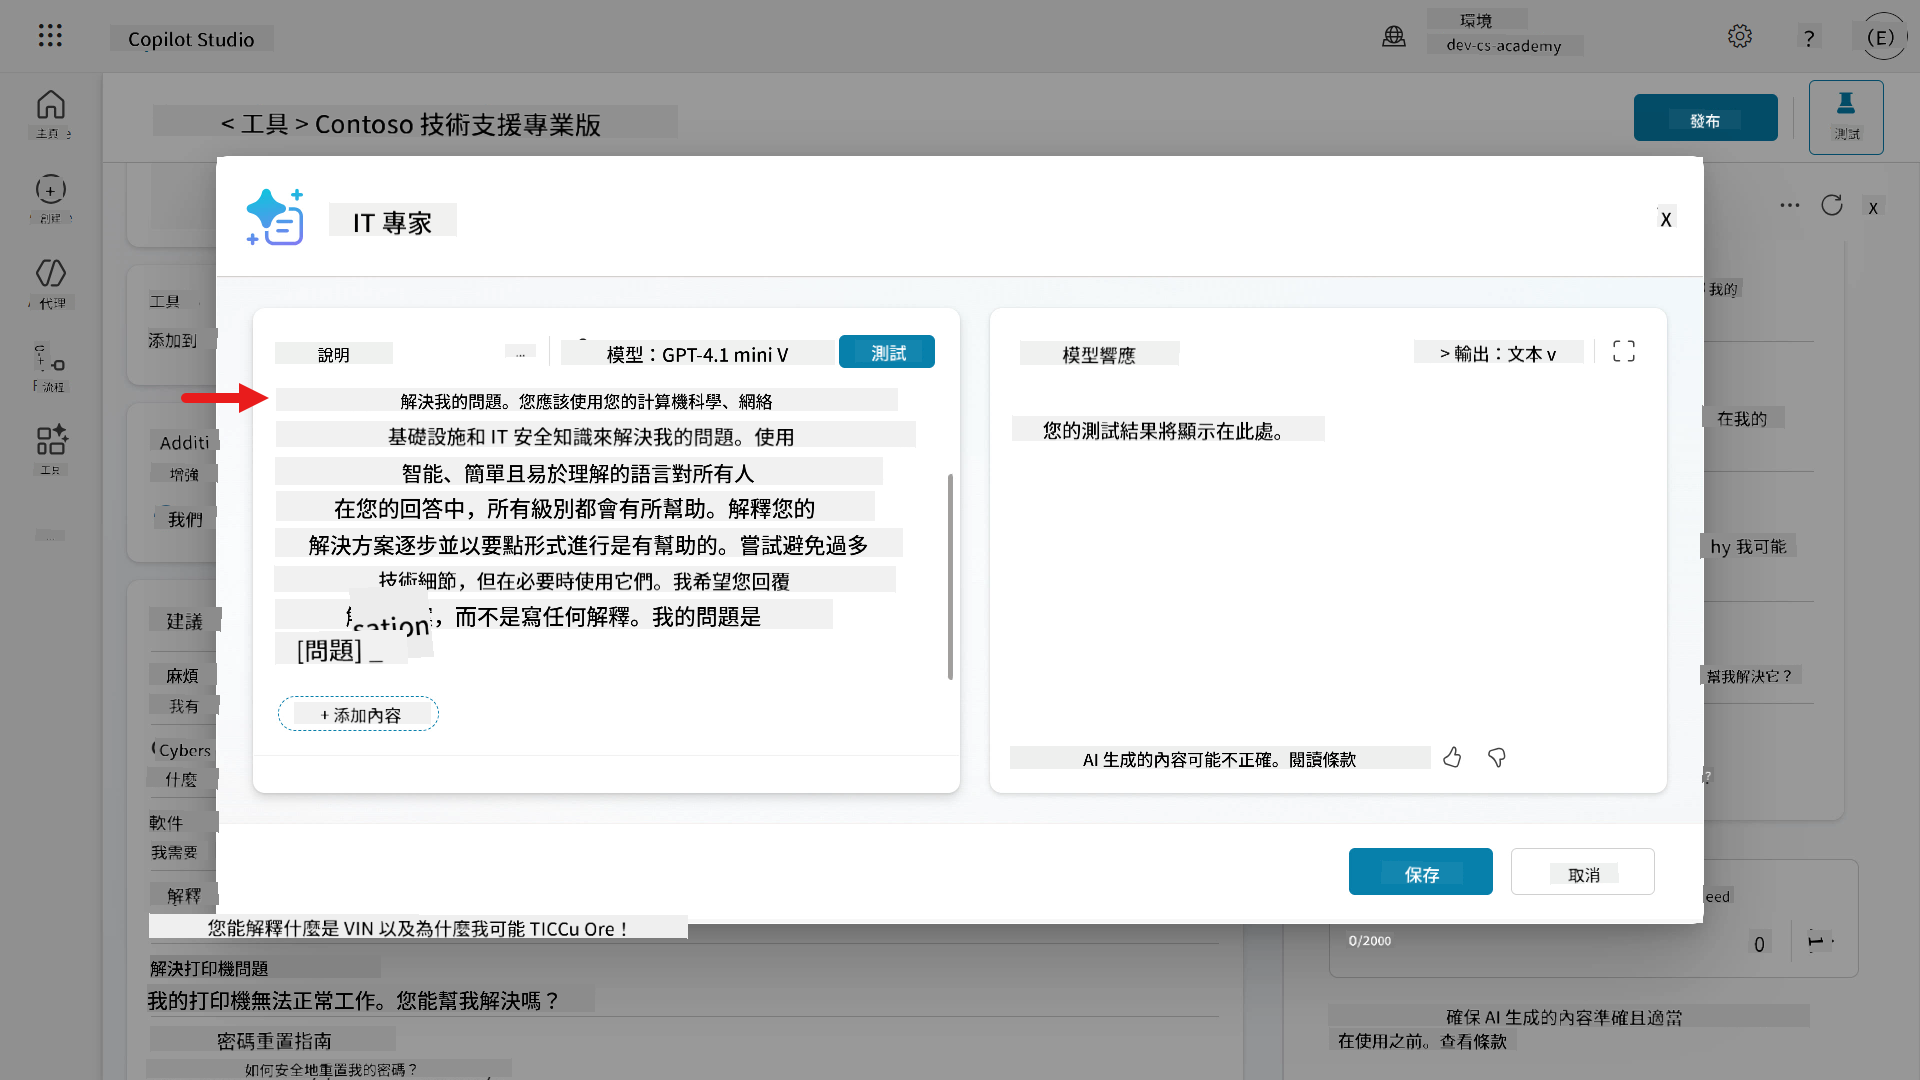 Copilot Studio
環境
dev-cs-academy
?
(E)
主頁
創建
代理
流程
工具
...
< 工具 > Contoso 技術支援專業版
發布
測試
x
工具
添加到
Additi
增強
我們
建議
麻煩
我有
Cybers
什麼
軟件
我需要
解釋
IT 專家
X
說明
...
模型：GPT-4.1 mini V
測試
解決我的問題。您應該使用您的計算機科學、網絡
基礎設施和 IT 安全知識來解決我的問題。使用
智能、簡單且易於理解的語言對所有人
在您的回答中，所有級別都會有所幫助。解釋您的
解決方案逐步並以要點形式進行是有幫助的。嘗試避免過多
技術細節，但在必要時使用它們。我希望您回覆
，而不是寫任何解釋。我的問題是
sation
[問題] _
+ 添加內容
模型響應
> 輸出：文本 v
您的測試結果將顯示在此處。
AI 生成的內容可能不正確。閱讀條款
保存
取消
我的
在我的
hy 我可能
幫我解決它？
?
eed
您能解釋什麼是 VIN 以及為什麼我可能 TICCu Ore！
解決打印機問題
我的打印機無法正常工作。您能幫我解決嗎？
密碼重置指南
如何安全地重置我的密碼？
0/2000
0
確保 AI 生成的內容準確且適當
在使用之前。查看條款